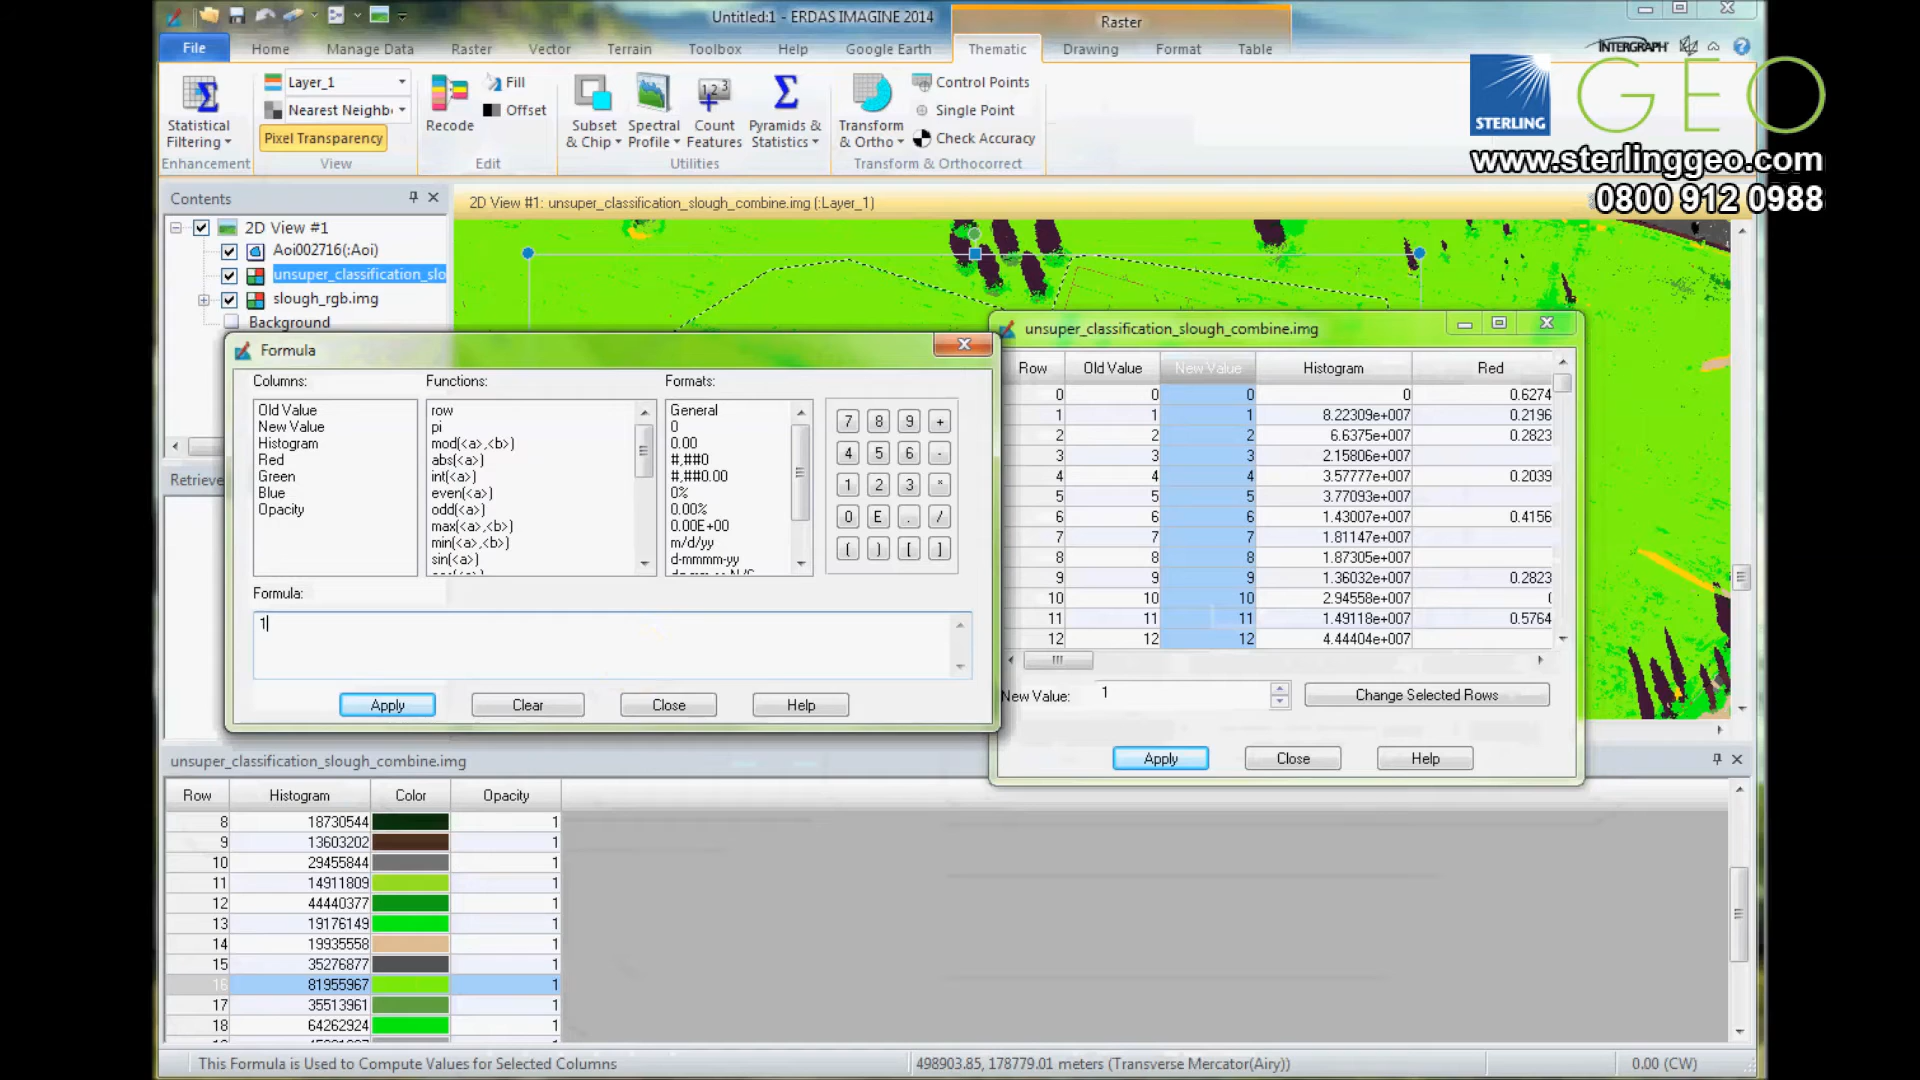 Untitled:1 - ERDAS IMAGINE 2014
Raster
File Home Manage Data Raster Vector Terrain Toolbox Help Google Earth Thematic Drawing Format Table
INTERGRAPH
Statistical Filtering
Enhancement
Layer_1
Nearest Neighb
Pixel Transparency
View
Recode
Fill
Offset
Edit
Subset & Chip
Spectral Profile
Count Features
Pyramids & Statistics
Utilities
Transform & Ortho
Control Points
Single Point
Check Accuracy
Transform & Orthocorrect
STERLING
GEO
www.sterlinggeo.com
0800 912 0988
Contents
2D View #1
Aoi002716(:Aoi)
unsuper_classification_slo
slough_rgb.img
Background
Retrieve
2D View #1: unsuper_classification_slough_combine.img (:Layer_1)
Formula
Columns:
Old Value
New Value
Histogram
Red
Green
Blue
Opacity
Functions:
row
pi
mod(<a>,<b>)
abs(<a>)
int(<a>)
even(<a>)
odd(<a>)
max(<a>,<b>)
min(<a>,<b>)
sin(<a>)
Formats:
General
0
0.00
#,##0
#,##0.00
0%
0.00%
0.00E+00
m/d/yy
d-mmmm-yy
7 8 9 +
4 5 6 -
1 2 3 *
0 E . /
( ) [ ]
Formula:
1
Apply Clear Close Help
unsuper_classification_slough_combine.img
Row Old Value New Value Histogram Red
0 0 0 0 0.6274
1 1 1 8.22309e+007 0.2196
2 2 2 6.6375e+007 0.2823
3 3 3 2.15806e+007
4 4 4 3.57777e+007 0.2039
5 5 5 3.77093e+007
6 6 6 1.43007e+007 0.4156
7 7 7 1.81147e+007
8 8 8 1.87305e+007
9 9 9 1.36032e+007 0.2823
10 10 10 2.94558e+007
11 11 11 1.49118e+007 0.5764
12 12 12 4.44404e+007
New Value: 1
Change Selected Rows
Apply Close Help
unsuper_classification_slough_combine.img
Row Histogram Color Opacity
8 18730544 1
9 13603202 1
10 29455844 1
11 14911809 1
12 44440377 1
13 19176149 1
14 19935558 1
15 35276877 1
16 81955967 1
17 35513961 1
18 64262924 1
This Formula is Used to Compute Values for Selected Columns
498903.85, 178779.01 meters (Transverse Mercator(Airy))
0.00 (CW)